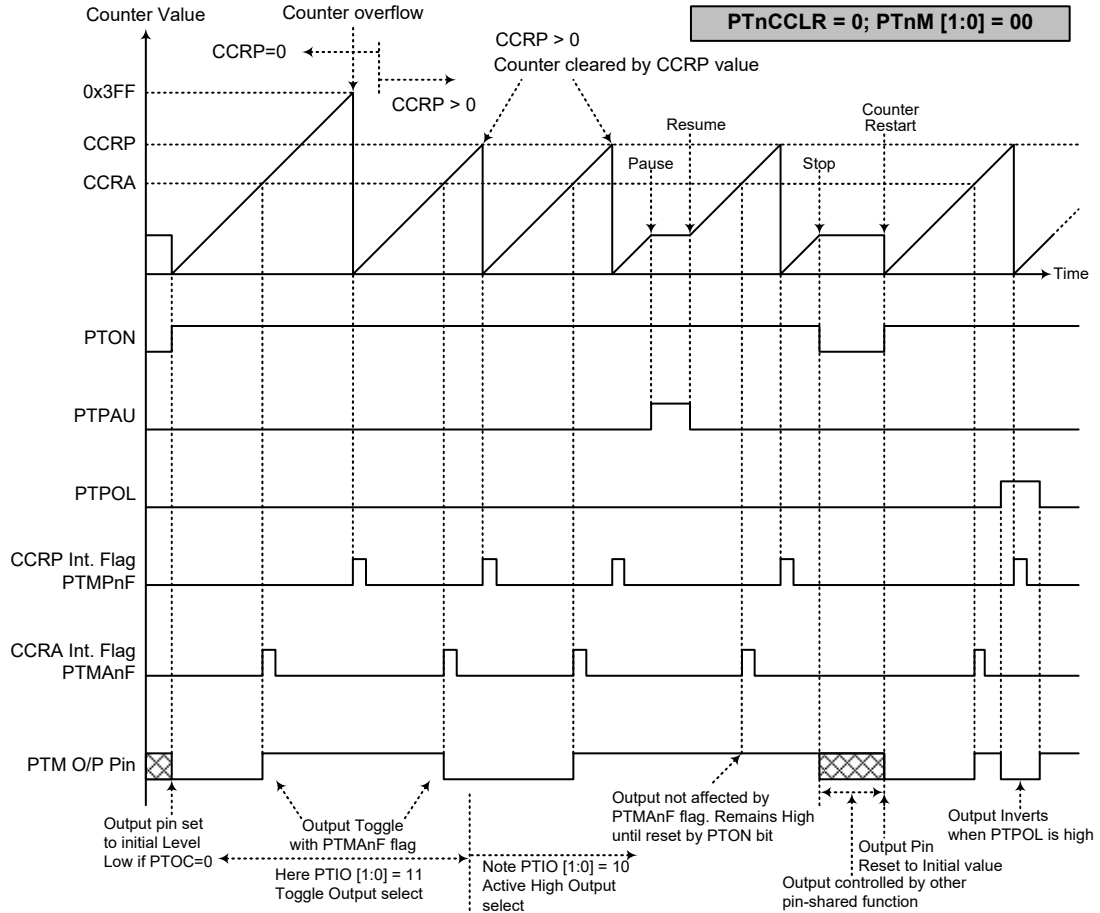 Counter Value
Counter overflow
PTnCCLR = 0; PTnM [1:0] = 00
CCRP=0
CCRP > 0
CCRP > 0
Counter cleared by CCRP value
0x3FF
CCRP
CCRA
Pause
Resume
Stop
Counter
Restart
Time
PTON
PTPAU
PTPOL
CCRP Int. Flag
PTMPnF
CCRA Int. Flag
PTMAnF
PTM O/P Pin
Output pin set
to initial Level
Low if PTOC=0
Output Toggle
with PTMAnF flag
Here PTIO [1:0] = 11
Toggle Output select
Note PTIO [1:0] = 10
Active High Output
select
Output not affected by
PTMAnF flag. Remains High
until reset by PTON bit
Output Pin
Reset to Initial value
Output controlled by other
pin-shared function
Output Inverts
when PTPOL is high